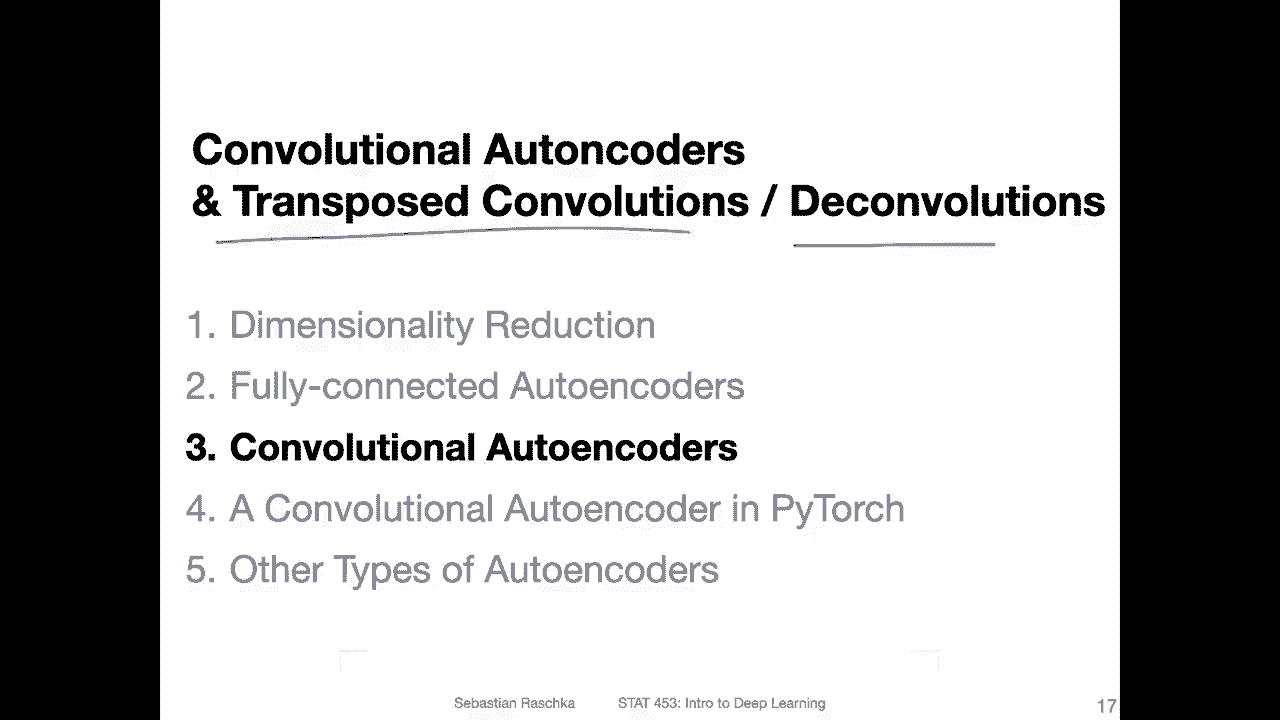 Convolutional Autoncoders
& Transposed Convolutions / Deconvolutions
1. Dimensionality Reduction
2. Fully-connected Autoencoders
3. Convolutional Autoencoders
4. A Convolutional Autoencoder in PyTorch
5. Other Types of Autoencoders
Sebastian Raschka STAT 453: Intro to Deep Learning 17